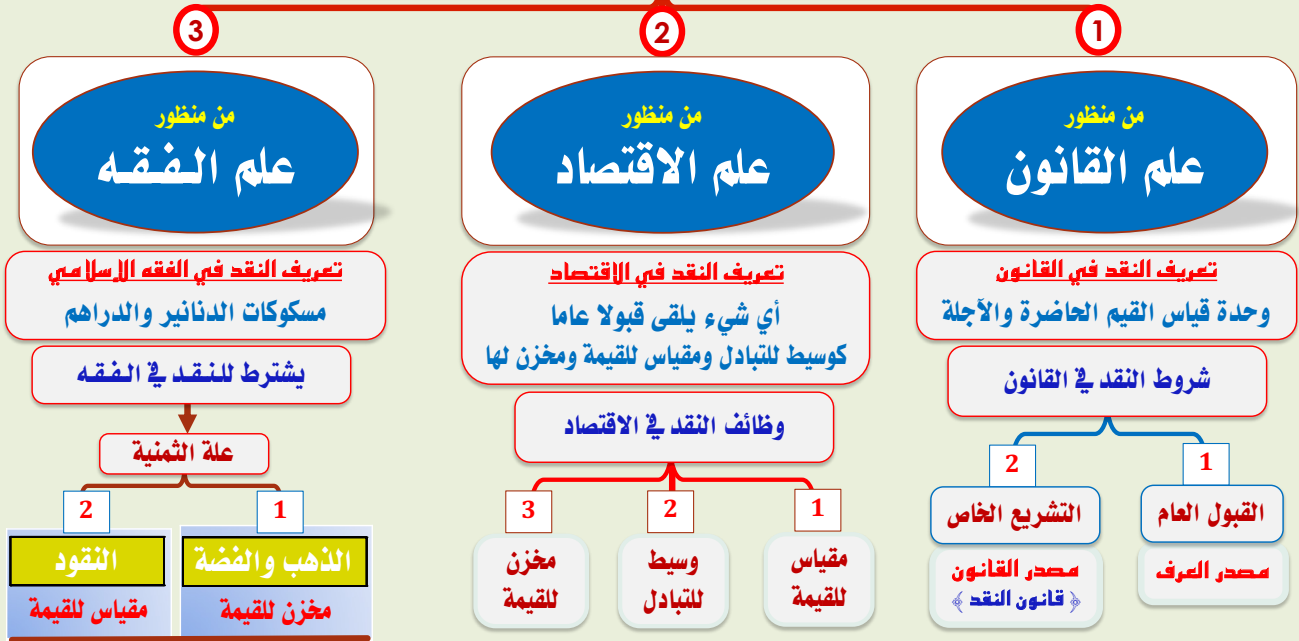 1
من منظور
علم القانون
تعريف النقد في القانون
وحدة قياس القيم الحاضرة والآجلة
شروط النقد في القانون
1
القبول العام
مصدر العرف
2
التشريع الخاص
مصدر القانون
﴿ قانون النقد ﴾
2
من منظور
علم الاقتصاد
تعريف النقد في الاقتصاد
أي شيء يلقى قبولا عاما
كوسيط للتبادل ومقياس للقيمة ومخزن لها
وظائف النقد في الاقتصاد
1
مقياس
للقيمة
2
وسيط
للتبادل
3
مخزن
للقيمة
3
من منظور
علم الفقه
تعريف النقد في الفقه الإسلامي
مسكوكات الدنانير والدراهم
يشترط للنقد في الفقه
علة الثمنية
1
الذهب والفضة
مخزن للقيمة
2
النقود
مقياس للقيمة